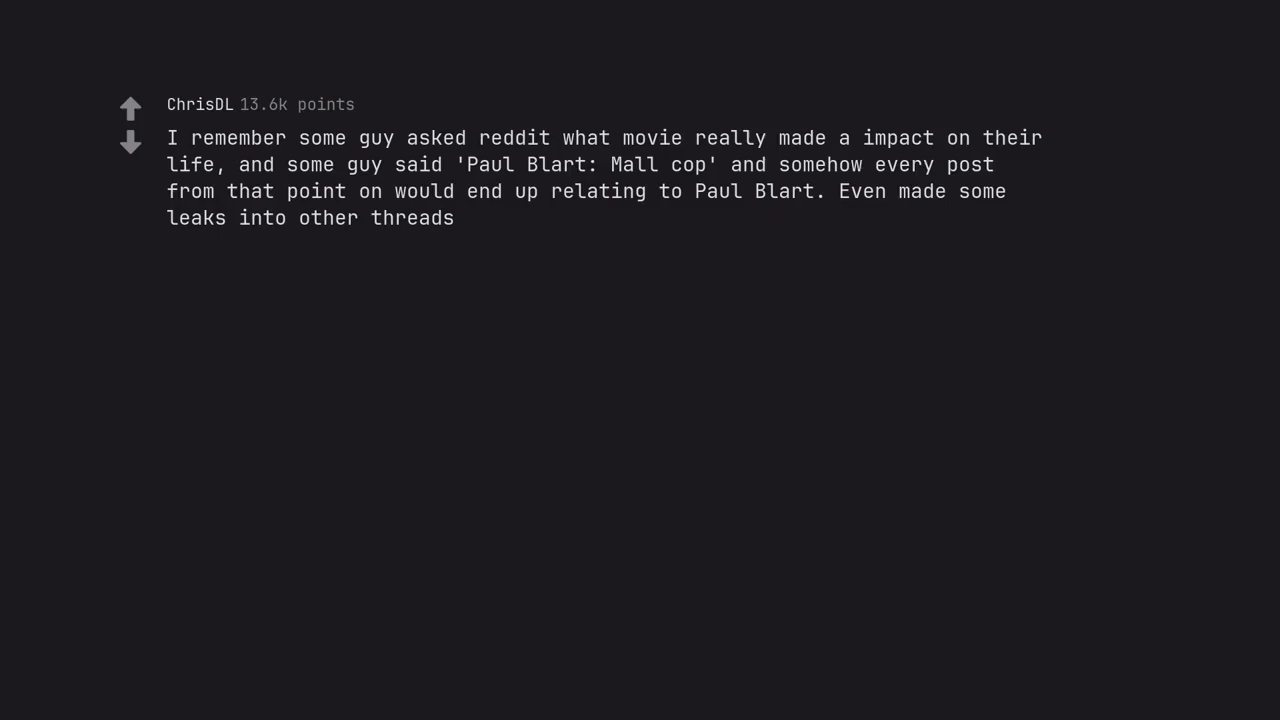 ChrisDL 13.6k points
I remember some guy asked reddit what movie really made a impact on their
life, and some guy said 'Paul Blart: Mall cop' and somehow every post
from that point on would end up relating to Paul Blart. Even made some
leaks into other threads